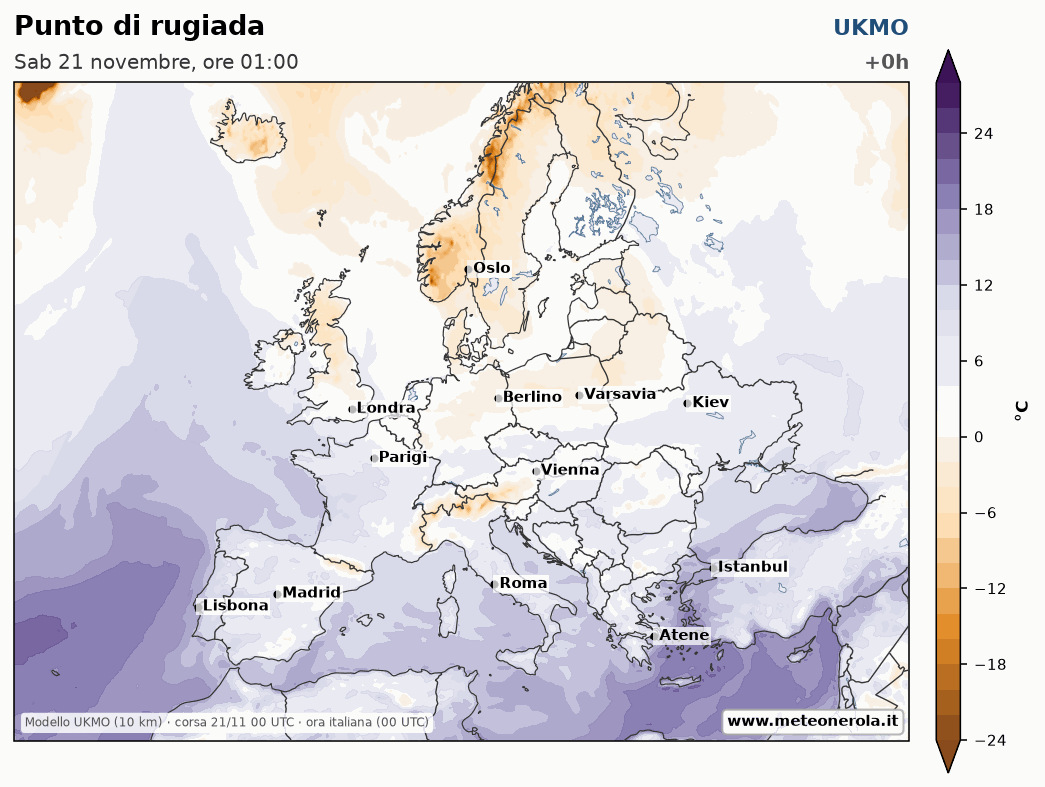 Punto di rugiada
UKMO
Sab 21 novembre, ore 01:00
+0h
24
18
12
6
0
−6
−12
−18
−24
°C
Oslo
Londra
Berlino
Varsavia
Kiev
Parigi
Vienna
Istanbul
Roma
Madrid
Lisbona
Atene
Modello UKMO (10 km) · corsa 21/11 00 UTC · ora italiana (00 UTC)
www.meteonerola.it